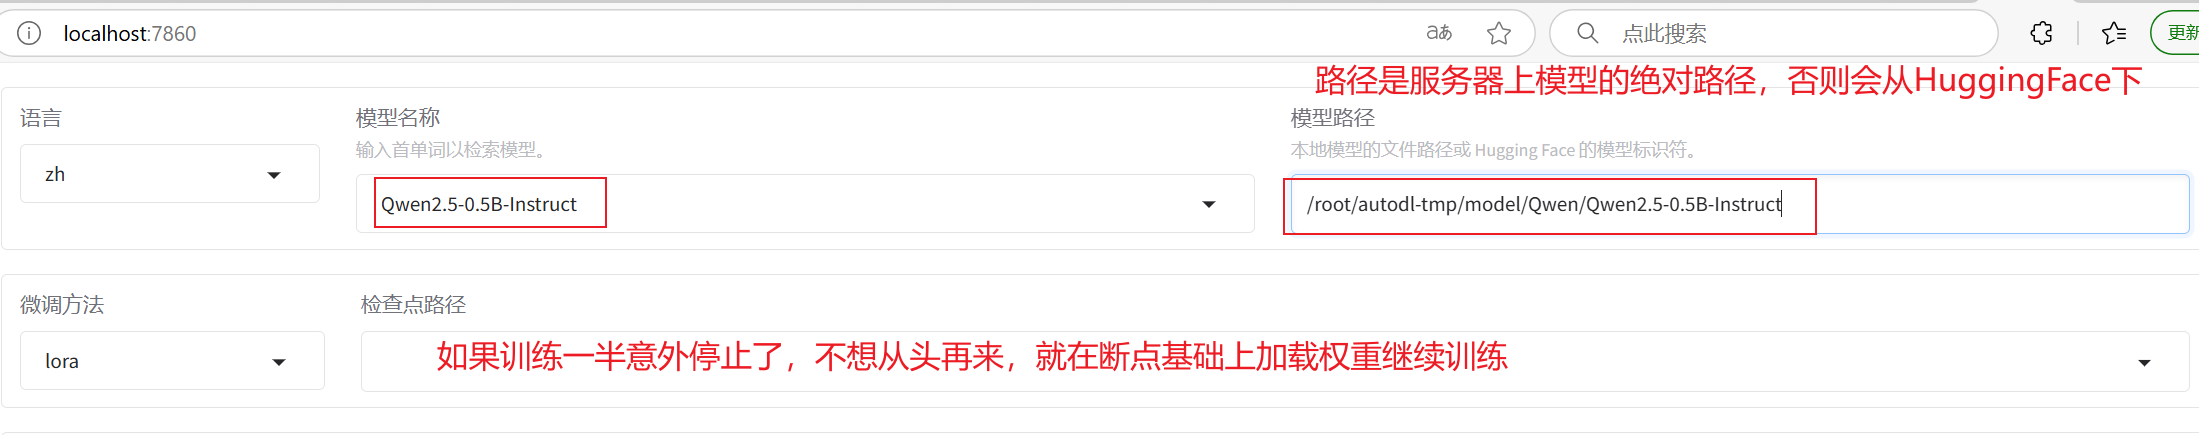 localhost:7860
aあ
点此搜索
更新
路径是服务器上模型的绝对路径，否则会从HuggingFace下
语言
模型名称
模型路径
输入首单词以检索模型。
本地模型的文件路径或 Hugging Face 的模型标识符。
zh
Qwen2.5-0.5B-Instruct
/root/autodl-tmp/model/Qwen/Qwen2.5-0.5B-Instruct
微调方法
检查点路径
lora
如果训练一半意外停止了，不想从头再来，就在断点基础上加载权重继续训练